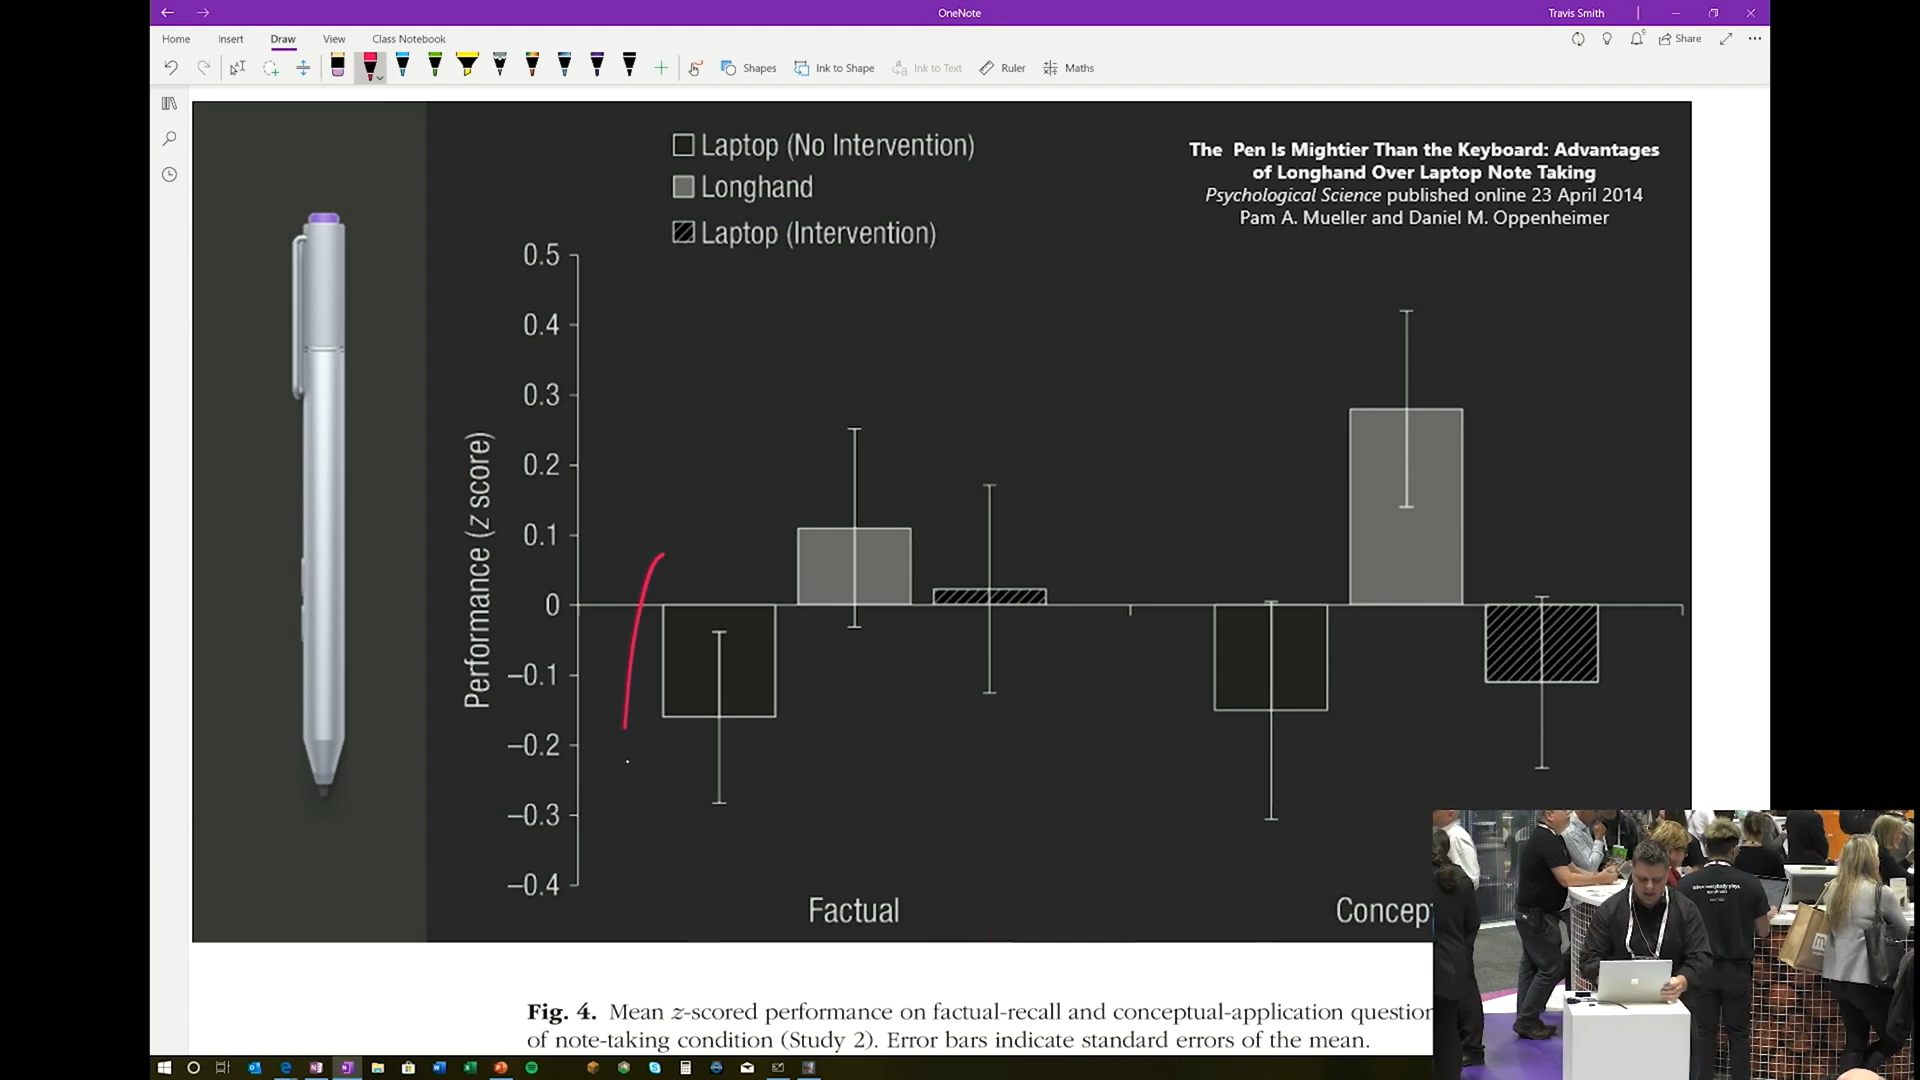 OneNote
Travis Smith
Home Insert Draw View Class Notebook
Share
Shapes Ink to Shape Ink to Text Ruler Maths
Laptop (No Intervention)
Longhand
Laptop (Intervention)
The Pen Is Mightier Than the Keyboard: Advantages
of Longhand Over Laptop Note Taking
Psychological Science published online 23 April 2014
Pam A. Mueller and Daniel M. Oppenheimer
Performance (z score)
0.5
0.4
0.3
0.2
0.1
0
–0.1
–0.2
–0.3
–0.4
Factual
Concep
Fig. 4. Mean z-scored performance on factual-recall and conceptual-application question
of note-taking condition (Study 2). Error bars indicate standard errors of the mean.